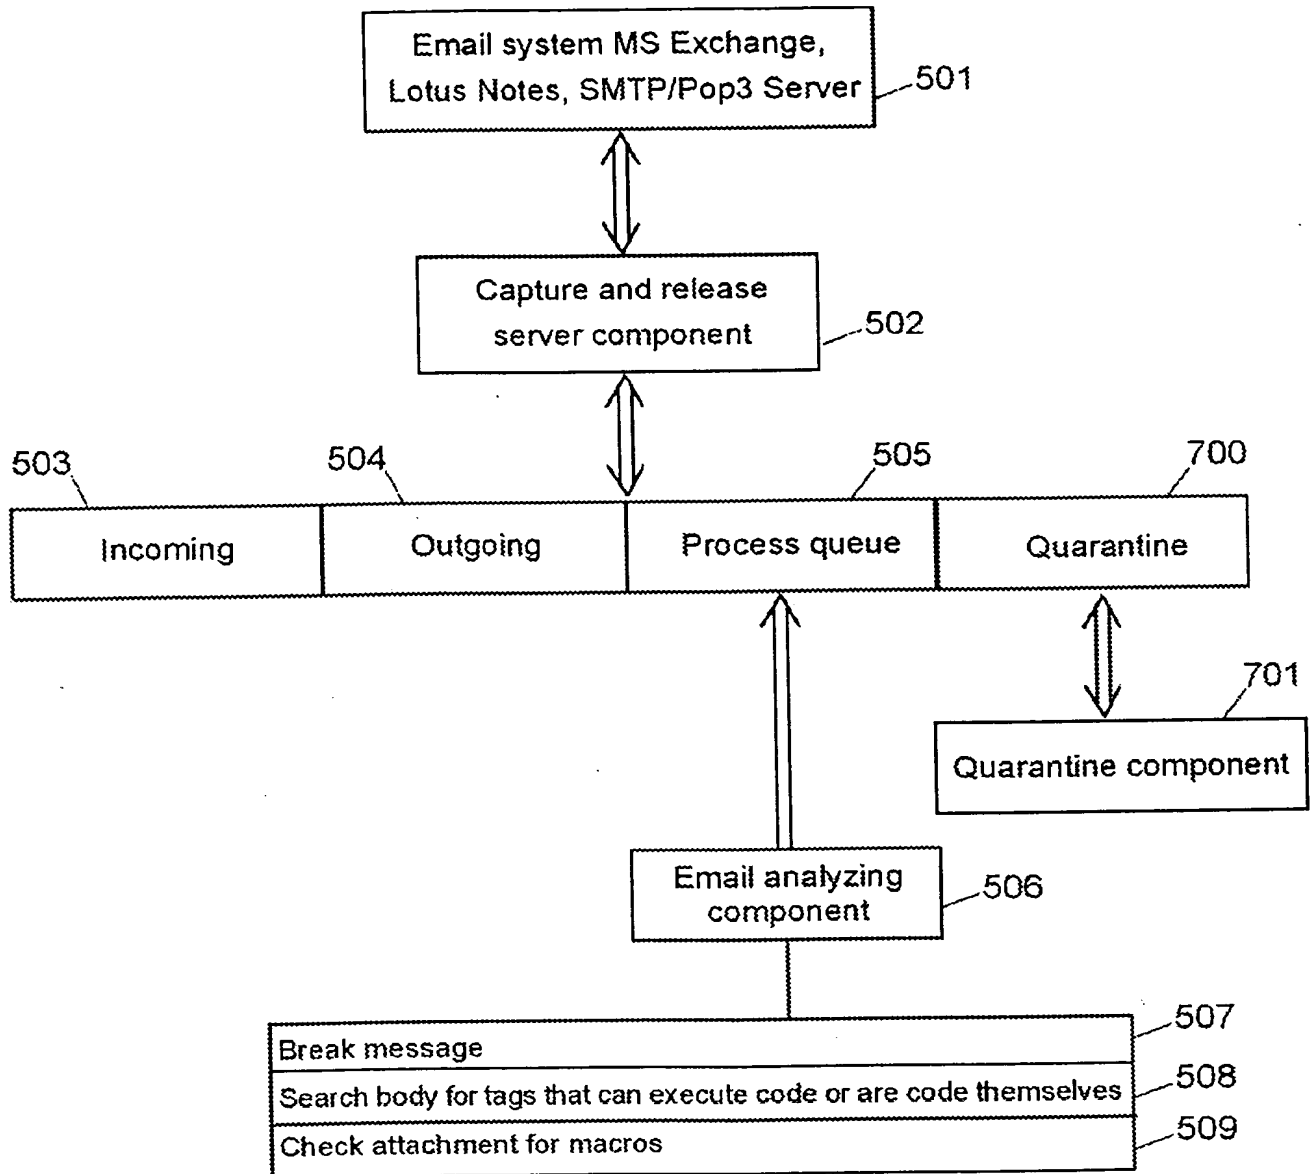 Email system MS Exchange,
Lotus Notes, SMTP/Pop3 Server
501
Capture and release
server component
502
503
504
505
700
Incoming
Outgoing
Process queue
Quarantine
701
Quarantine component
Email analyzing
component
506
507
Break message
508
Search body for tags that can execute code or are code themselves
509
Check attachment for macros